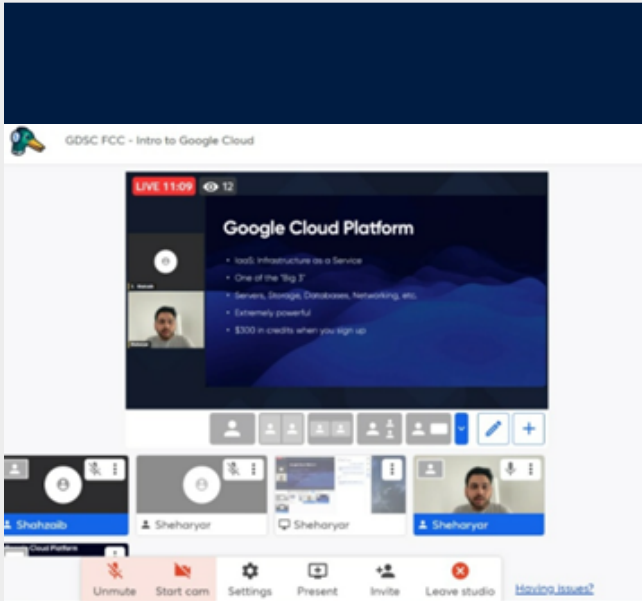 GDSC FCC - Intro to Google Cloud
LIVE 11:09 12
Google Cloud Platform
• IaaS; Infrastructure as a Service
• One of the "Big 3"
• Servers, Storage, Databases, Networking, etc.
• Extremely powerful
• $300 in credits when you sign up
Shahzaib
Sheharyar
Sheharyar
Sheharyar
Cloud Platform
Unmute
Start cam
Settings
Present
Invite
Leave studio
Having issues?